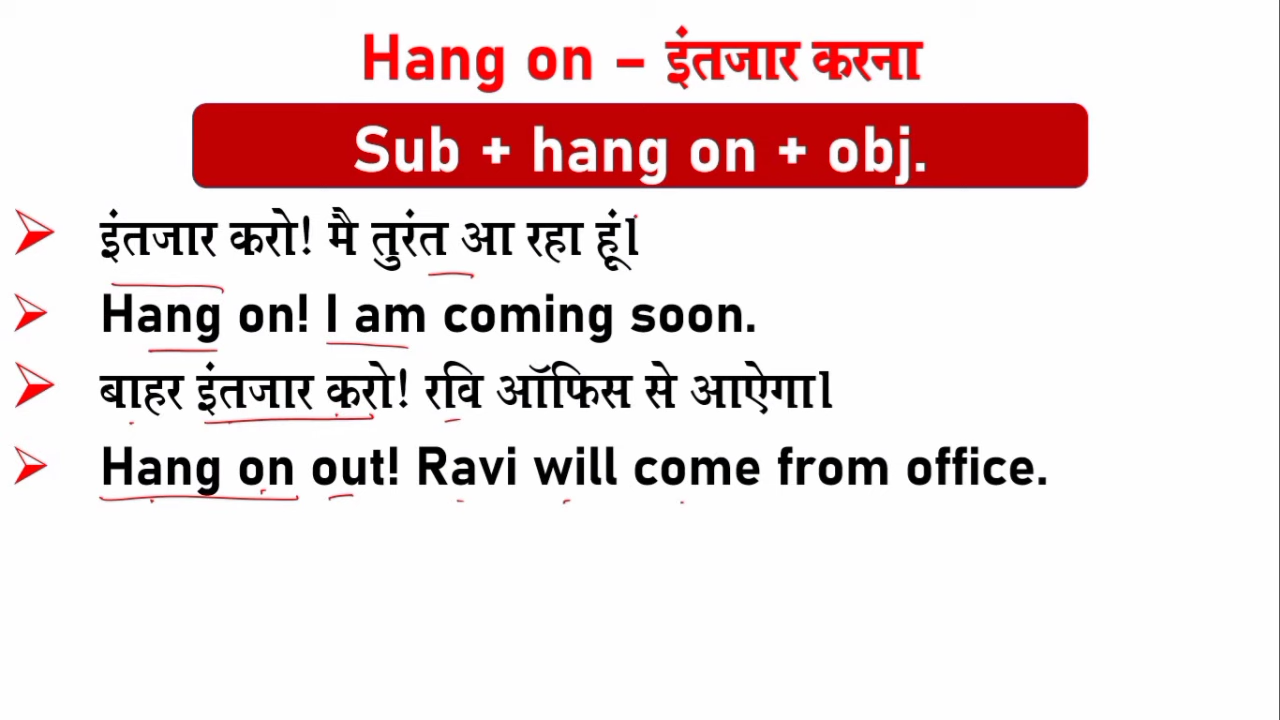 Hang on – इंतजार करना
Sub + hang on + obj.
इंतजार करो! मै तुरंत आ रहा हूं।
Hang on! I am coming soon.
बाहर इंतजार करो! रवि ऑफिस से आऐगा।
Hang on out! Ravi will come from office.